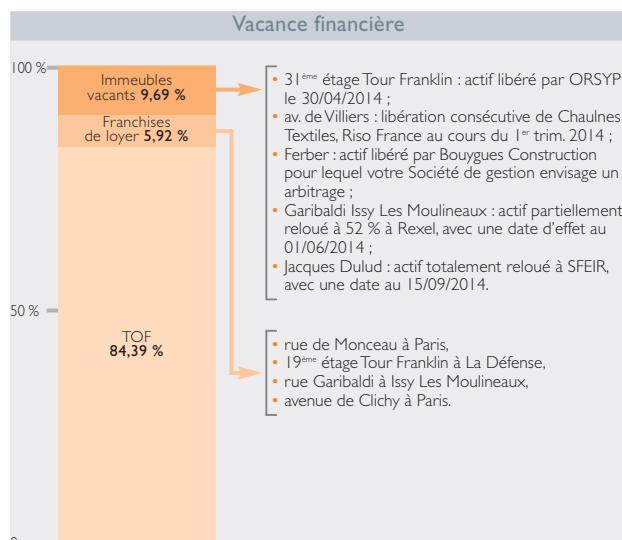 Vacance financière
100 %
Immeubles
vacants 9,69 %
Franchises
de loyer 5,92 %
• 31ème étage Tour Franklin : actif libéré par ORSYP
le 30/04/2014 ;
• av. de Villiers : libération consécutive de Chaulnes
Textiles, Riso France au cours du 1er trim. 2014 ;
• Ferber : actif libéré par Bouygues Construction
pour lequel votre Société de gestion envisage un
arbitrage ;
• Garibaldi Issy Les Moulineaux : actif partiellement
reloué à 52 % à Rexel, avec une date d'effet au
01/06/2014 ;
• Jacques Dulud : actif totalement reloué à SFEIR,
avec une date au 15/09/2014.
50 %
TOF
84,39 %
• rue de Monceau à Paris,
• 19ème étage Tour Franklin à La Défense,
• rue Garibaldi à Issy Les Moulineaux,
• avenue de Clichy à Paris.